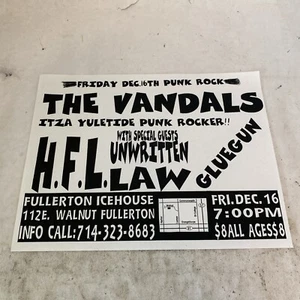 FRIDAY DEC.16TH PUNK ROCK
THE VANDALS
ITZA YULETIDE PUNK ROCKER!!
WITH SPECIAL GUESTS
H.F.L. UNWRITTEN LAW
GLUEGUN
FULLERTON ICEHOUSE
112E. WALNUT FULLERTON
INFO CALL:714-323-8683
FRI.DEC.16
7:00PM
$8ALL AGES$8